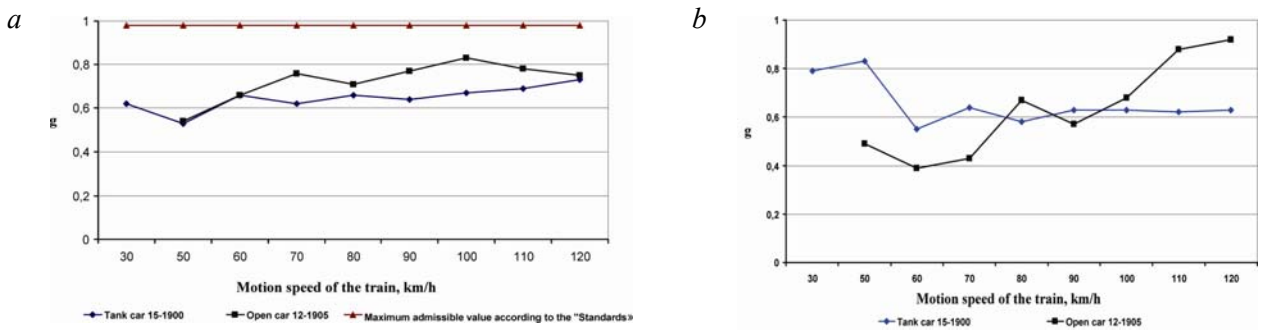 a
1
0,8
0,6
0,4
0,2
0
g
30 50 60 70 80 90 100 110 120
Motion speed of the train, km/h
Tank car 15-1900 Open car 12-1905 Maximum admissible value according to the "Standards»
b
1
0,8
0,6
0,4
0,2
0
g
30 50 60 70 80 90 100 110 120
Motion speed of the train, km/h
Tank car 15-1900 Open car 12-1905